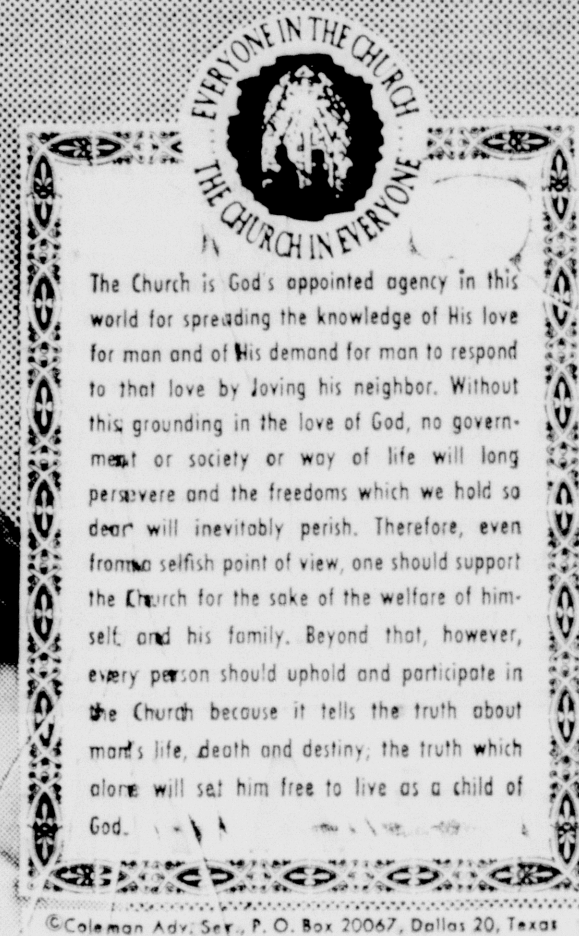 EVERYONE IN THE CHURCH
THE CHURCH IN EVERYONE
The Church is God's appointed agency in this
world for spreading the knowledge of His love
for man and of His demand for man to respond
to that love by loving his neighbor. Without
this grounding in the love of God, no govern-
ment or society or way of life will long
persevere and the freedoms which we hold so
dear will inevitably perish. Therefore, even
from a selfish point of view, one should support
the Church for the sake of the welfare of him-
self and his family. Beyond that, however,
every person should uphold and participate in
the Church because it tells the truth about
man's life, death and destiny; the truth which
alone will set him free to live as a child of
God.
©Coleman Adv. Ser., P. O. Box 20067, Dallas 20, Texas